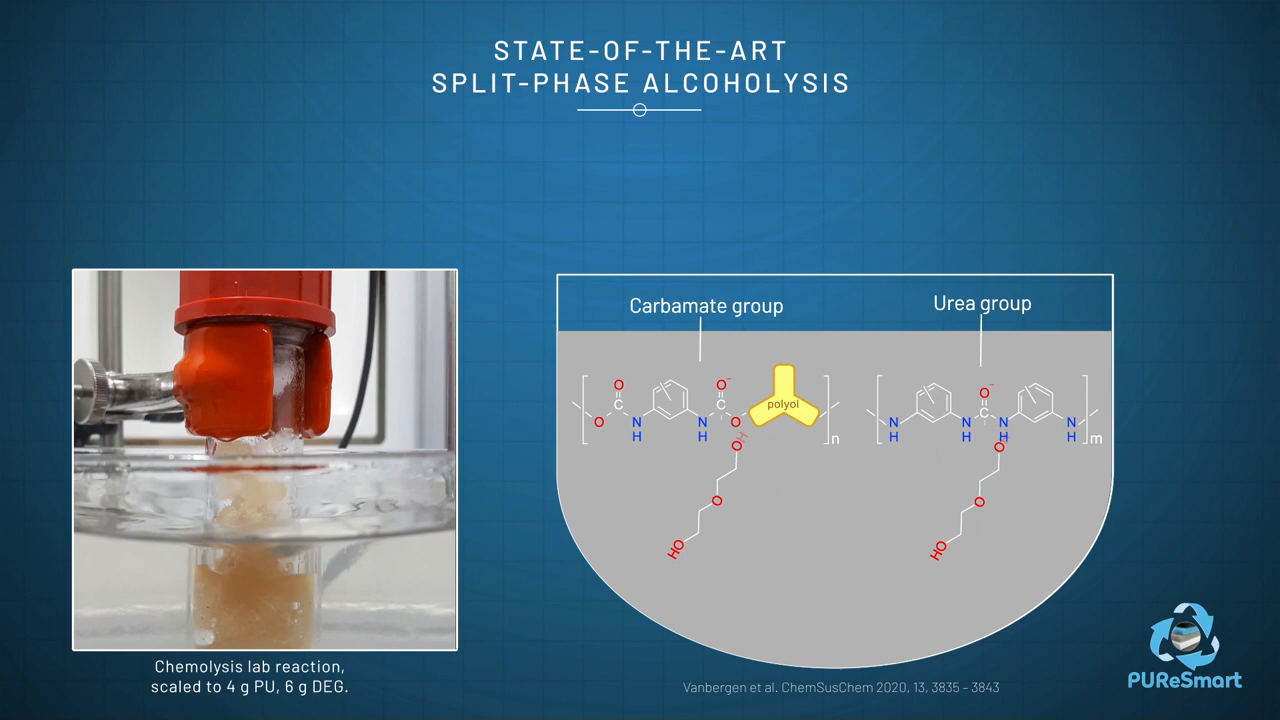 STATE-OF-THE-ART
SPLIT-PHASE ALCOHOLYSIS
Carbamate group
Urea group
O
C
O
N
H
N
H
O⁻
C
O
polyol
n
H
O
O
HO
N
H
N
H
O⁻
C
N
H
N
H
m
O
O
HO
Chemolysis lab reaction,
scaled to 4 g PU, 6 g DEG.
Vanbergen et al. ChemSusChem 2020, 13, 3835 – 3843
PUReSmart